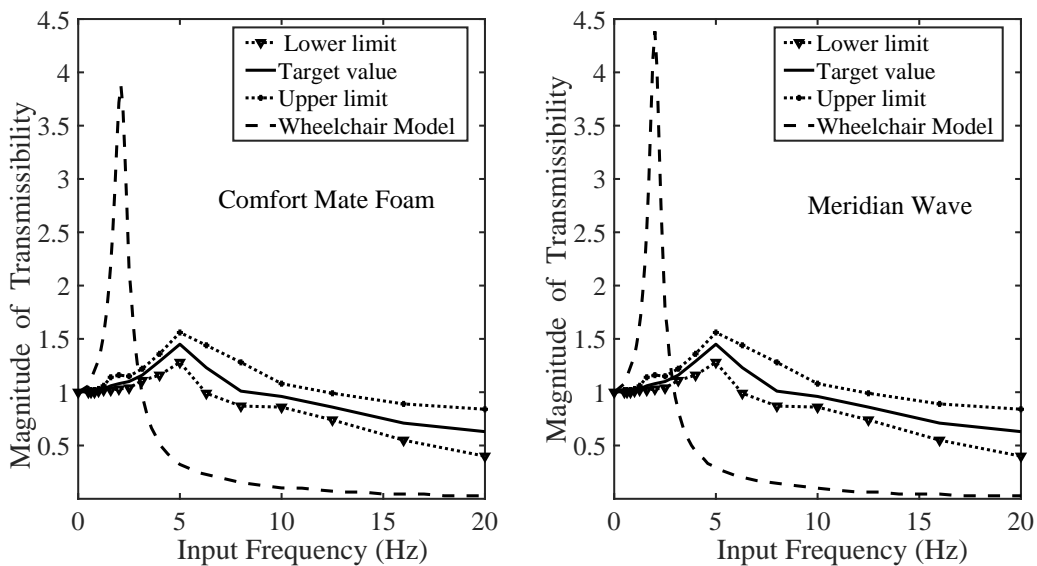 4.5
4
3.5
3
2.5
2
1.5
1
0.5
0
5
10
15
20
Magnitude of Transmissibility
Input Frequency (Hz)
Lower limit
Target value
Upper limit
Wheelchair Model
Comfort Mate Foam
4.5
4
3.5
3
2.5
2
1.5
1
0.5
0
5
10
15
20
Magnitude of Transmissibility
Input Frequency (Hz)
Lower limit
Target value
Upper limit
Wheelchair Model
Meridian Wave